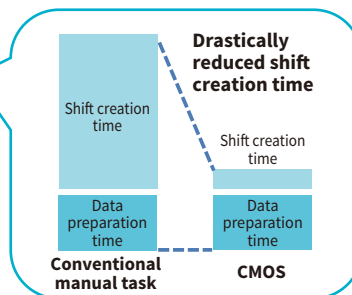 Drastically
reduced shift
creation time
Shift creation
time
Shift creation
time
Data
preparation
time
Data
preparation
time
Conventional
manual task
CMOS